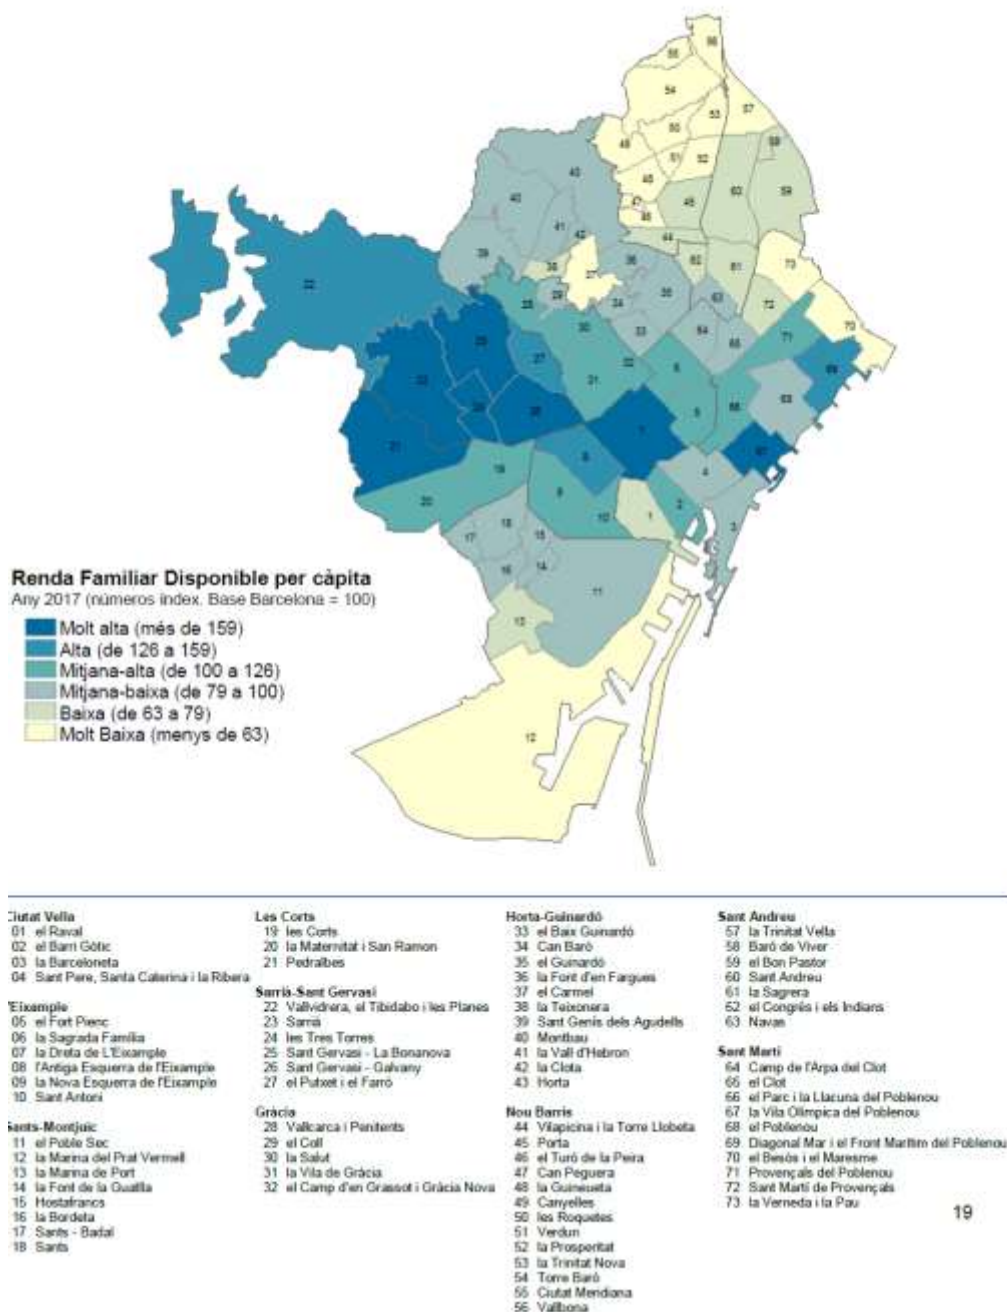 Renda Familiar Disponible per càpita
Any 2017 (números índex. Base Barcelona = 100)
Molt alta (més de 159)
Alta (de 126 a 159)
Mitjana-alta (de 100 a 126)
Mitjana-baixa (de 79 a 100)
Baixa (de 63 a 79)
Molt Baixa (menys de 63)
Ciutat Vella
01 el Raval
02 el Barri Gòtic
03 la Barceloneta
04 Sant Pere, Santa Caterina i la Ribera
l'Eixample
05 el Fort Pienc
06 la Sagrada Família
07 la Dreta de L'Eixample
08 l'Antiga Esquerra de l'Eixample
09 la Nova Esquerra de l'Eixample
10 Sant Antoni
Sants-Montjuïc
11 el Poble Sec
12 la Marina del Prat Vermell
13 la Marina de Port
14 la Font de la Guatlla
15 Hostafrancs
16 la Bordeta
17 Sants - Badal
18 Sants
Les Corts
19 les Corts
20 la Maternitat i San Ramon
21 Pedralbes
Sarrià-Sant Gervasi
22 Vallvidrera, el Tibidabo i les Planes
23 Sarrià
24 les Tres Torres
25 Sant Gervasi - La Bonanova
26 Sant Gervasi - Galvany
27 el Putxet i el Farró
Gràcia
28 Vallcarca i Penitents
29 el Coll
30 la Salut
31 la Vila de Gràcia
32 el Camp d'en Grassot i Gràcia Nova
Horta-Guinardó
33 el Baix Guinardó
34 Can Baró
35 el Guinardó
36 la Font d'en Fargues
37 el Carmel
38 la Teixonera
39 Sant Genís dels Agudells
40 Montbau
41 la Vall d'Hebron
42 la Clota
43 Horta
Nou Barris
44 Vilapicina i la Torre Llobeta
45 Porta
46 el Turó de la Peira
47 Can Peguera
48 la Guineueta
49 Canyelles
50 les Roquetes
51 Verdun
52 la Prosperitat
53 la Trinitat Nova
54 Torre Baró
55 Ciutat Meridiana
56 Vallbona
Sant Andreu
57 la Trinitat Vella
58 Baró de Viver
59 el Bon Pastor
60 Sant Andreu
61 la Sagrera
62 el Congrés i els Indians
63 Navas
Sant Martí
64 Camp de l'Arpa del Clot
65 el Clot
66 el Parc i la Llacuna del Poblenou
67 la Vila Olímpica del Poblenou
68 el Poblenou
69 Diagonal Mar i el Front Marítim del Poblenou
70 el Besòs i el Maresme
71 Provençals del Poblenou
72 Sant Martí de Provençals
73 la Verneda i la Pau
19